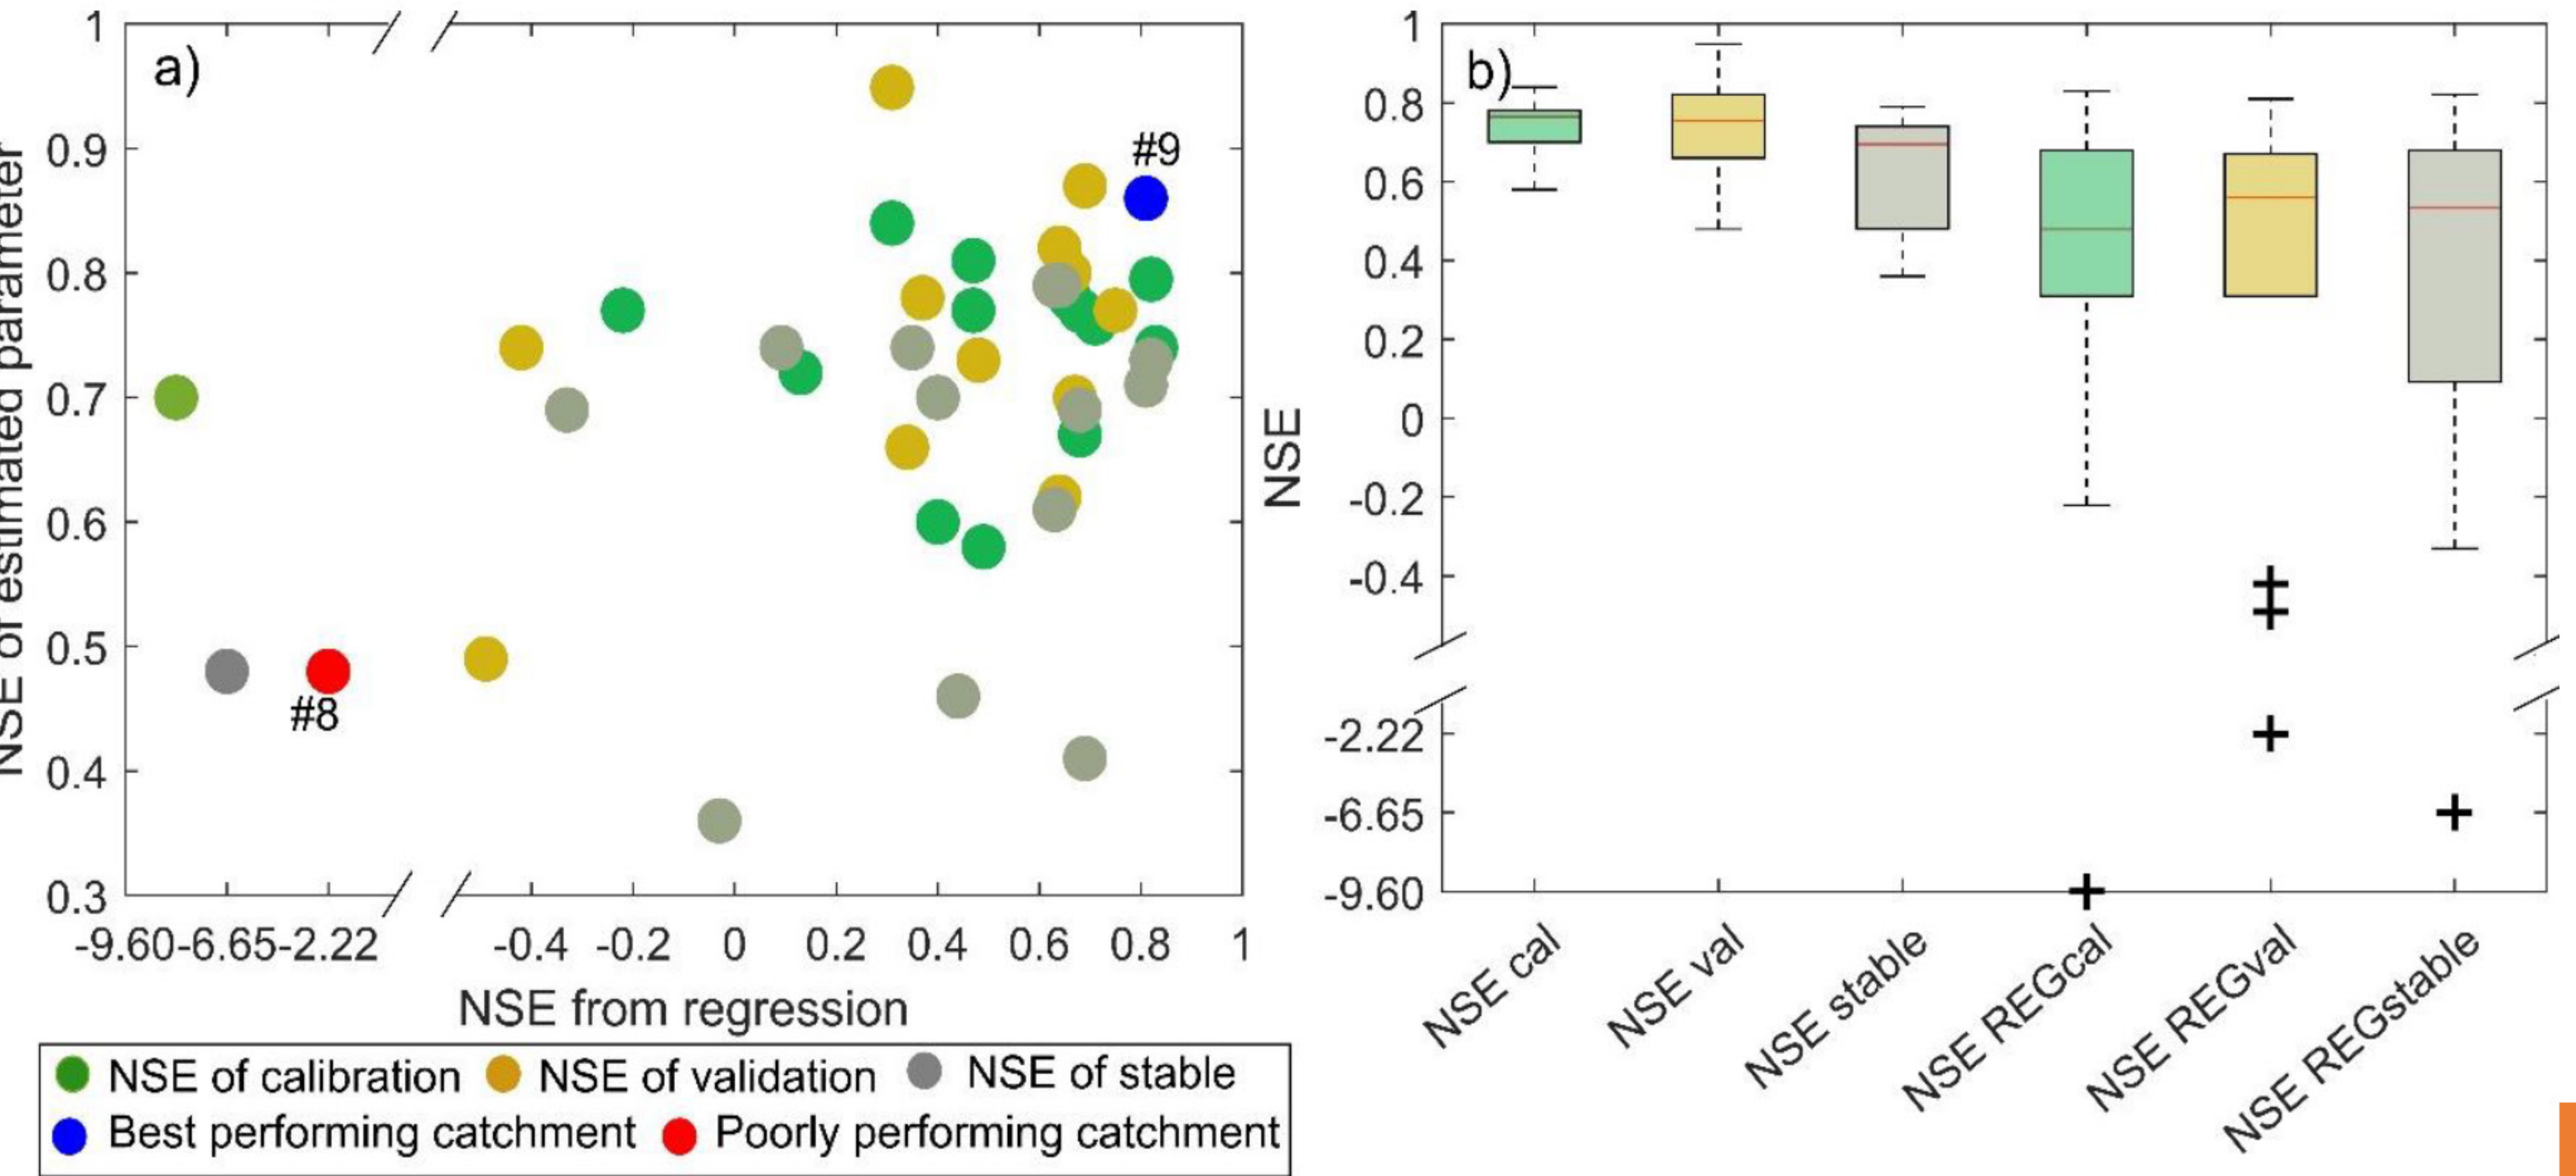 a)
1
0.9
0.8
0.7
0.6
0.5
0.4
0.3
NSE of estimated parameter
#9
#8
-9.60 -6.65 -2.22 -0.4 -0.2 0 0.2 0.4 0.6 0.8 1
NSE from regression
NSE of calibration NSE of validation NSE of stable
Best performing catchment Poorly performing catchment
b)
1
0.8
0.6
0.4
0.2
0
-0.2
-0.4
-2.22
-6.65
-9.60
NSE
NSE cal
NSE val
NSE stable
NSE REGcal
NSE REGval
NSE REGstable